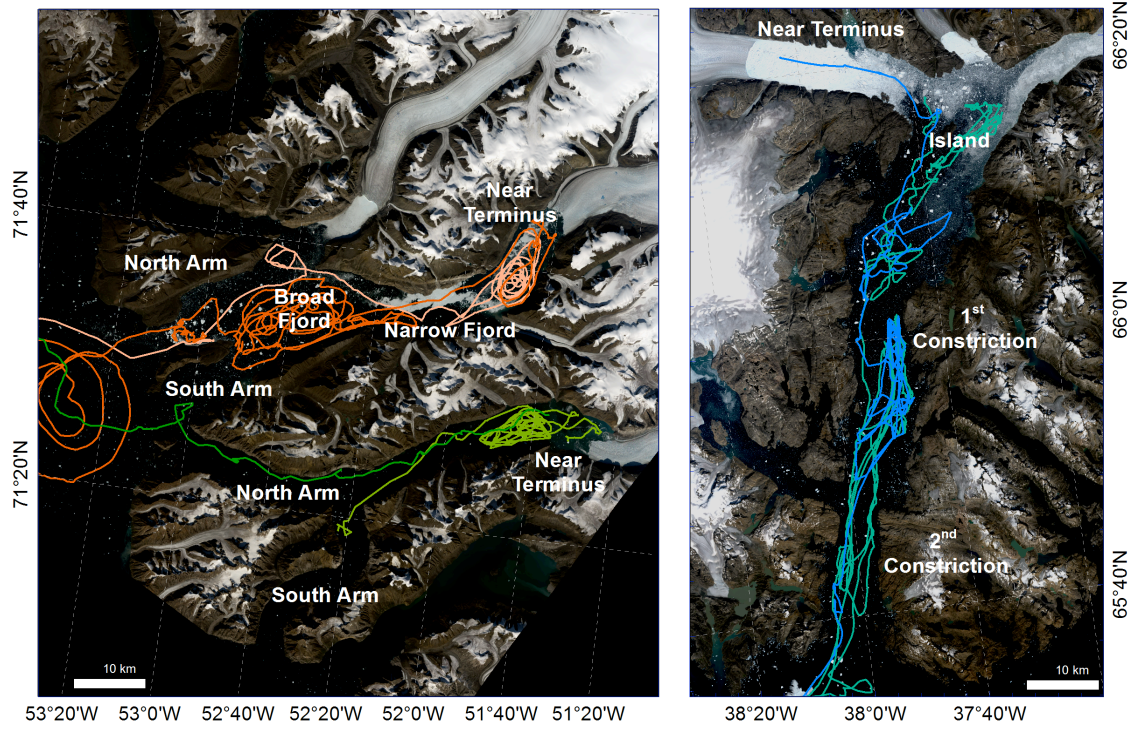 Near
Terminus
North Arm
Broad
Fjord
Narrow Fjord
South Arm
Near
Terminus
North Arm
South Arm
10 km
71°40'N
71°20'N
53°20'W
53°0'W
52°40'W
52°20'W
52°0'W
51°40'W
51°20'W
Near Terminus
Island
1st
Constriction
2nd
Constriction
10 km
66°20'N
66°0'N
65°40'N
38°20'W
38°0'W
37°40'W